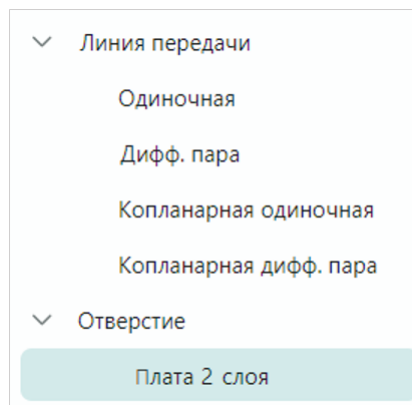 Линия передачи
Одиночная
Дифф. пара
Копланарная одиночная
Копланарная дифф. пара
Отверстие
Плата 2 слоя